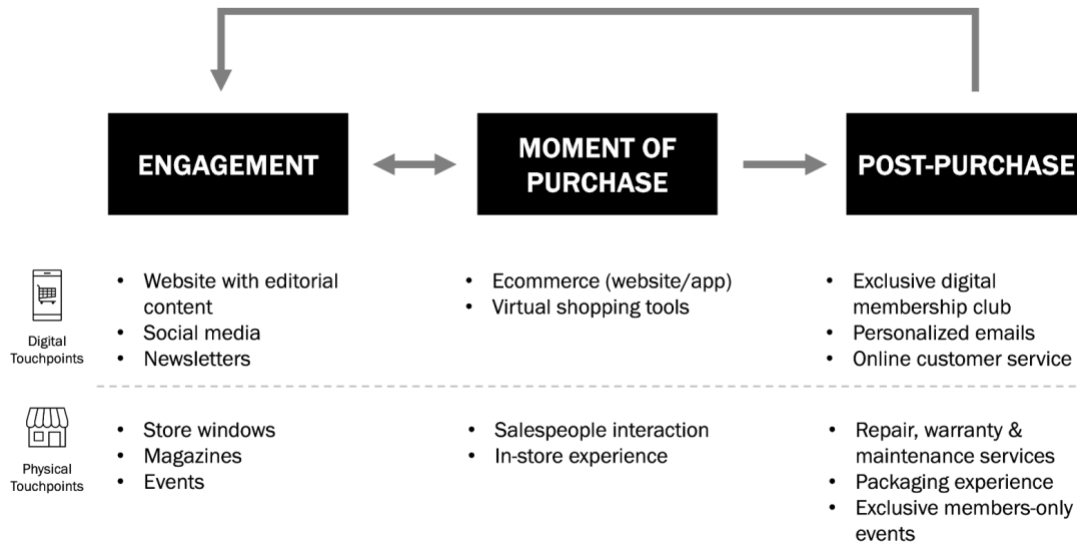 ENGAGEMENT
MOMENT OF
PURCHASE
POST-PURCHASE
Digital
Touchpoints
• Website with editorial
content
• Social media
• Newsletters
• Ecommerce (website/app)
• Virtual shopping tools
• Exclusive digital
membership club
• Personalized emails
• Online customer service
Physical
Touchpoints
• Store windows
• Magazines
• Events
• Salespeople interaction
• In-store experience
• Repair, warranty &
maintenance services
• Packaging experience
• Exclusive members-only
events